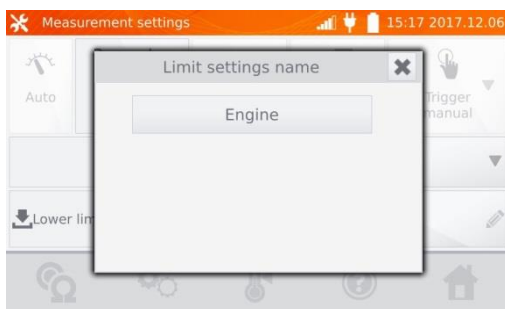 Measurement settings
15:17 2017.12.06
Limit settings name
Auto
Engine
Trigger
manual
Lower lim